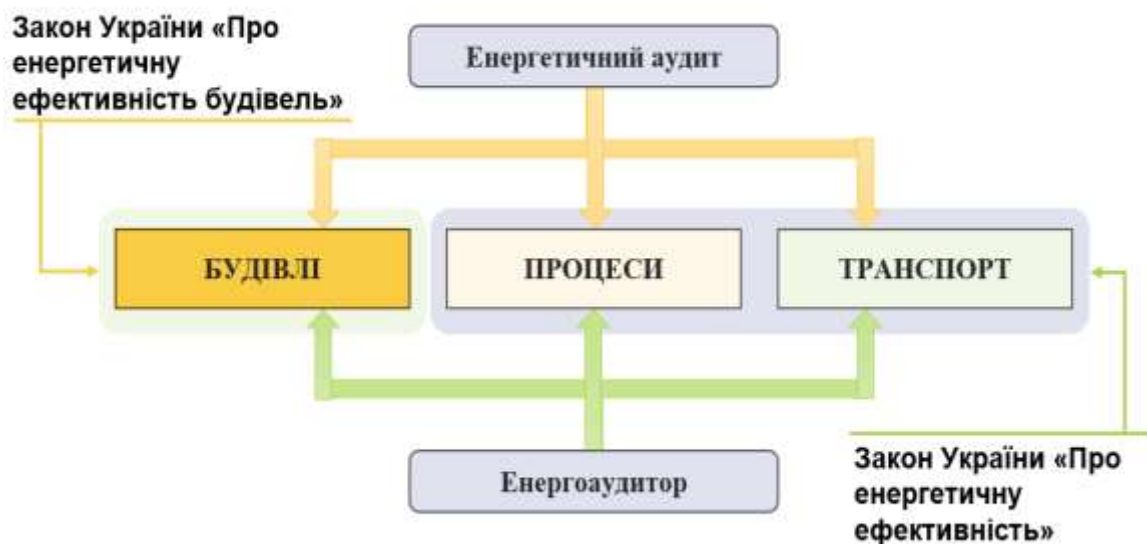 Закон України «Про
енергетичну
ефективність будівель»
Енергетичний аудит
БУДІВЛІ
ПРОЦЕСИ
ТРАНСПОРТ
Енергоаудитор
Закон України «Про
енергетичну
ефективність»